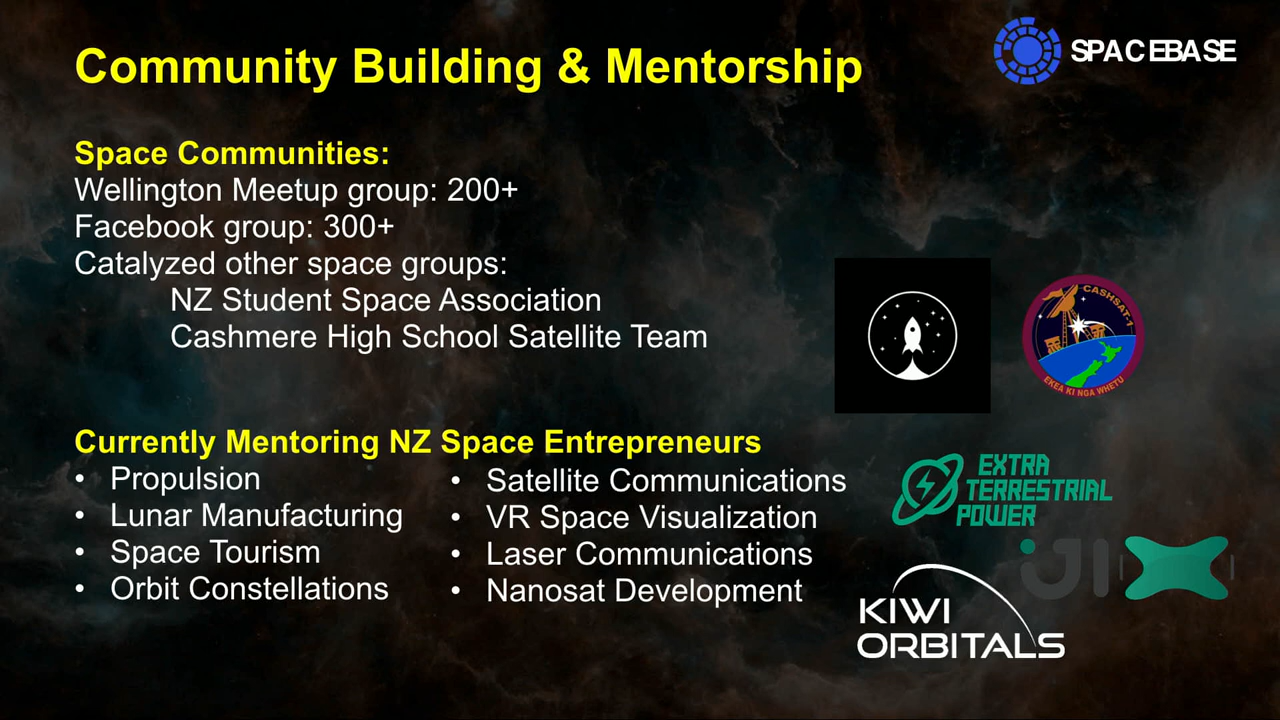 Community Building & Mentorship
SPACEBASE
Space Communities:
Wellington Meetup group: 200+
Facebook group: 300+
Catalyzed other space groups:
NZ Student Space Association
Cashmere High School Satellite Team
CASHSAT-1
EKEA KI NGA WHETU
Currently Mentoring NZ Space Entrepreneurs
• Propulsion
• Lunar Manufacturing
• Space Tourism
• Orbit Constellations
• Satellite Communications
• VR Space Visualization
• Laser Communications
• Nanosat Development
EXTRA
TERRESTRIAL
POWER
KIWI
ORBITALS